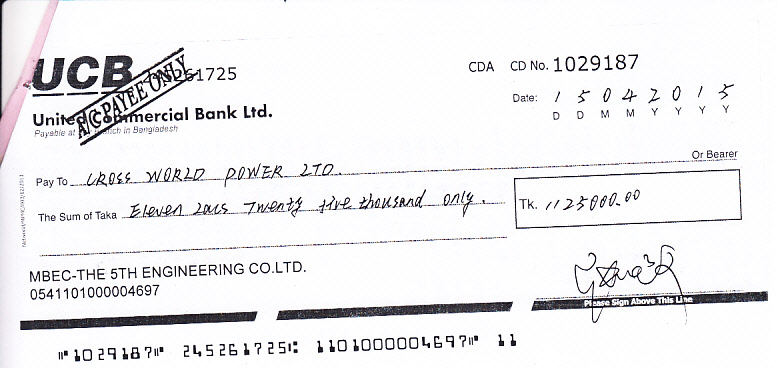 UCB 245261725
A/C PAYEE ONLY
CDA CD No. 1029187
United Commercial Bank Ltd.
Payable at Branch in Bangladesh
Date: 1 5 0 4 2 0 1 5
D D M M Y Y Y Y
Or Bearer
Pay To CROSS WORLD POWER LTD.
The Sum of Taka Eleven lacs Twenty five thousand only.
Tk. 1125000.00
MBEC-THE 5TH ENGINEERING CO.LTD.
0541101000004697
Please Sign Above This Line
⑈1029187⑈ 245261725⑆ 1101000004697⑈ 11